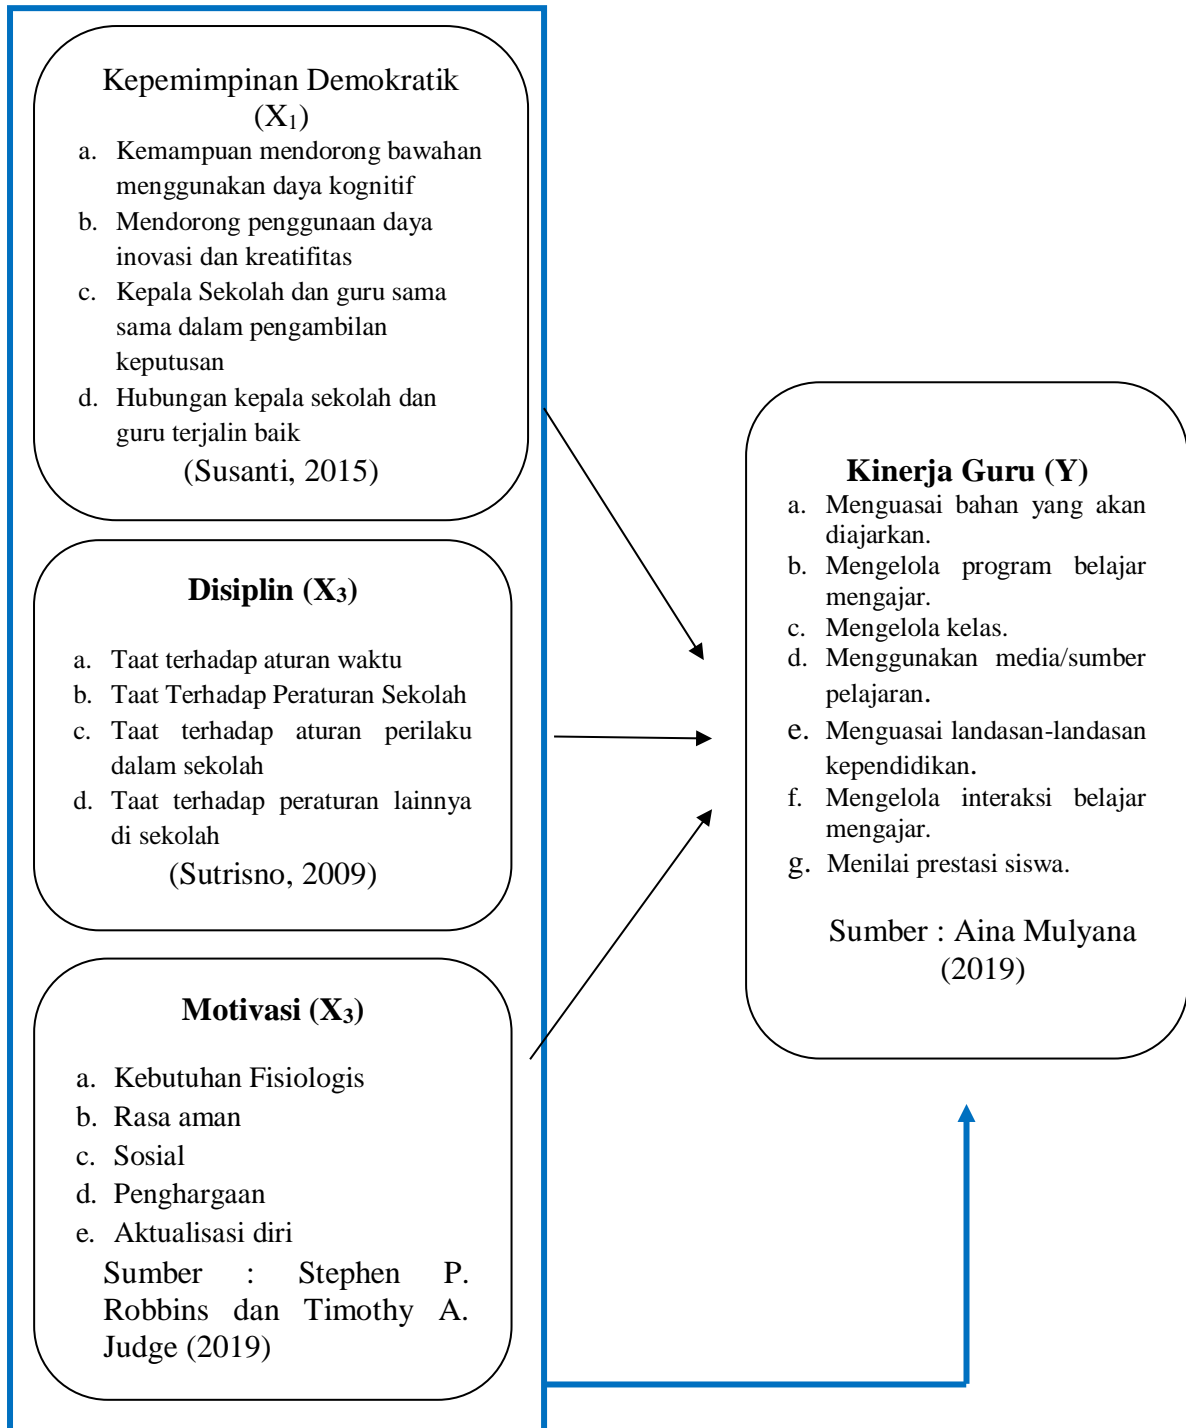 Kepemimpinan Demokratik
(X₁)
a. Kemampuan mendorong bawahan
menggunakan daya kognitif
b. Mendorong penggunaan daya
inovasi dan kreatifitas
c. Kepala Sekolah dan guru sama
sama dalam pengambilan
keputusan
d. Hubungan kepala sekolah dan
guru terjalin baik
(Susanti, 2015)
Disiplin (X₃)
a. Taat terhadap aturan waktu
b. Taat Terhadap Peraturan Sekolah
c. Taat terhadap aturan perilaku
dalam sekolah
d. Taat terhadap peraturan lainnya
di sekolah
(Sutrisno, 2009)
Motivasi (X₃)
a. Kebutuhan Fisiologis
b. Rasa aman
c. Sosial
d. Penghargaan
e. Aktualisasi diri
Sumber : Stephen P.
Robbins dan Timothy A.
Judge (2019)
Kinerja Guru (Y)
a. Menguasai bahan yang akan
diajarkan.
b. Mengelola program belajar
mengajar.
c. Mengelola kelas.
d. Menggunakan media/sumber
pelajaran.
e. Menguasai landasan-landasan
kependidikan.
f. Mengelola interaksi belajar
mengajar.
g. Menilai prestasi siswa.
Sumber : Aina Mulyana
(2019)